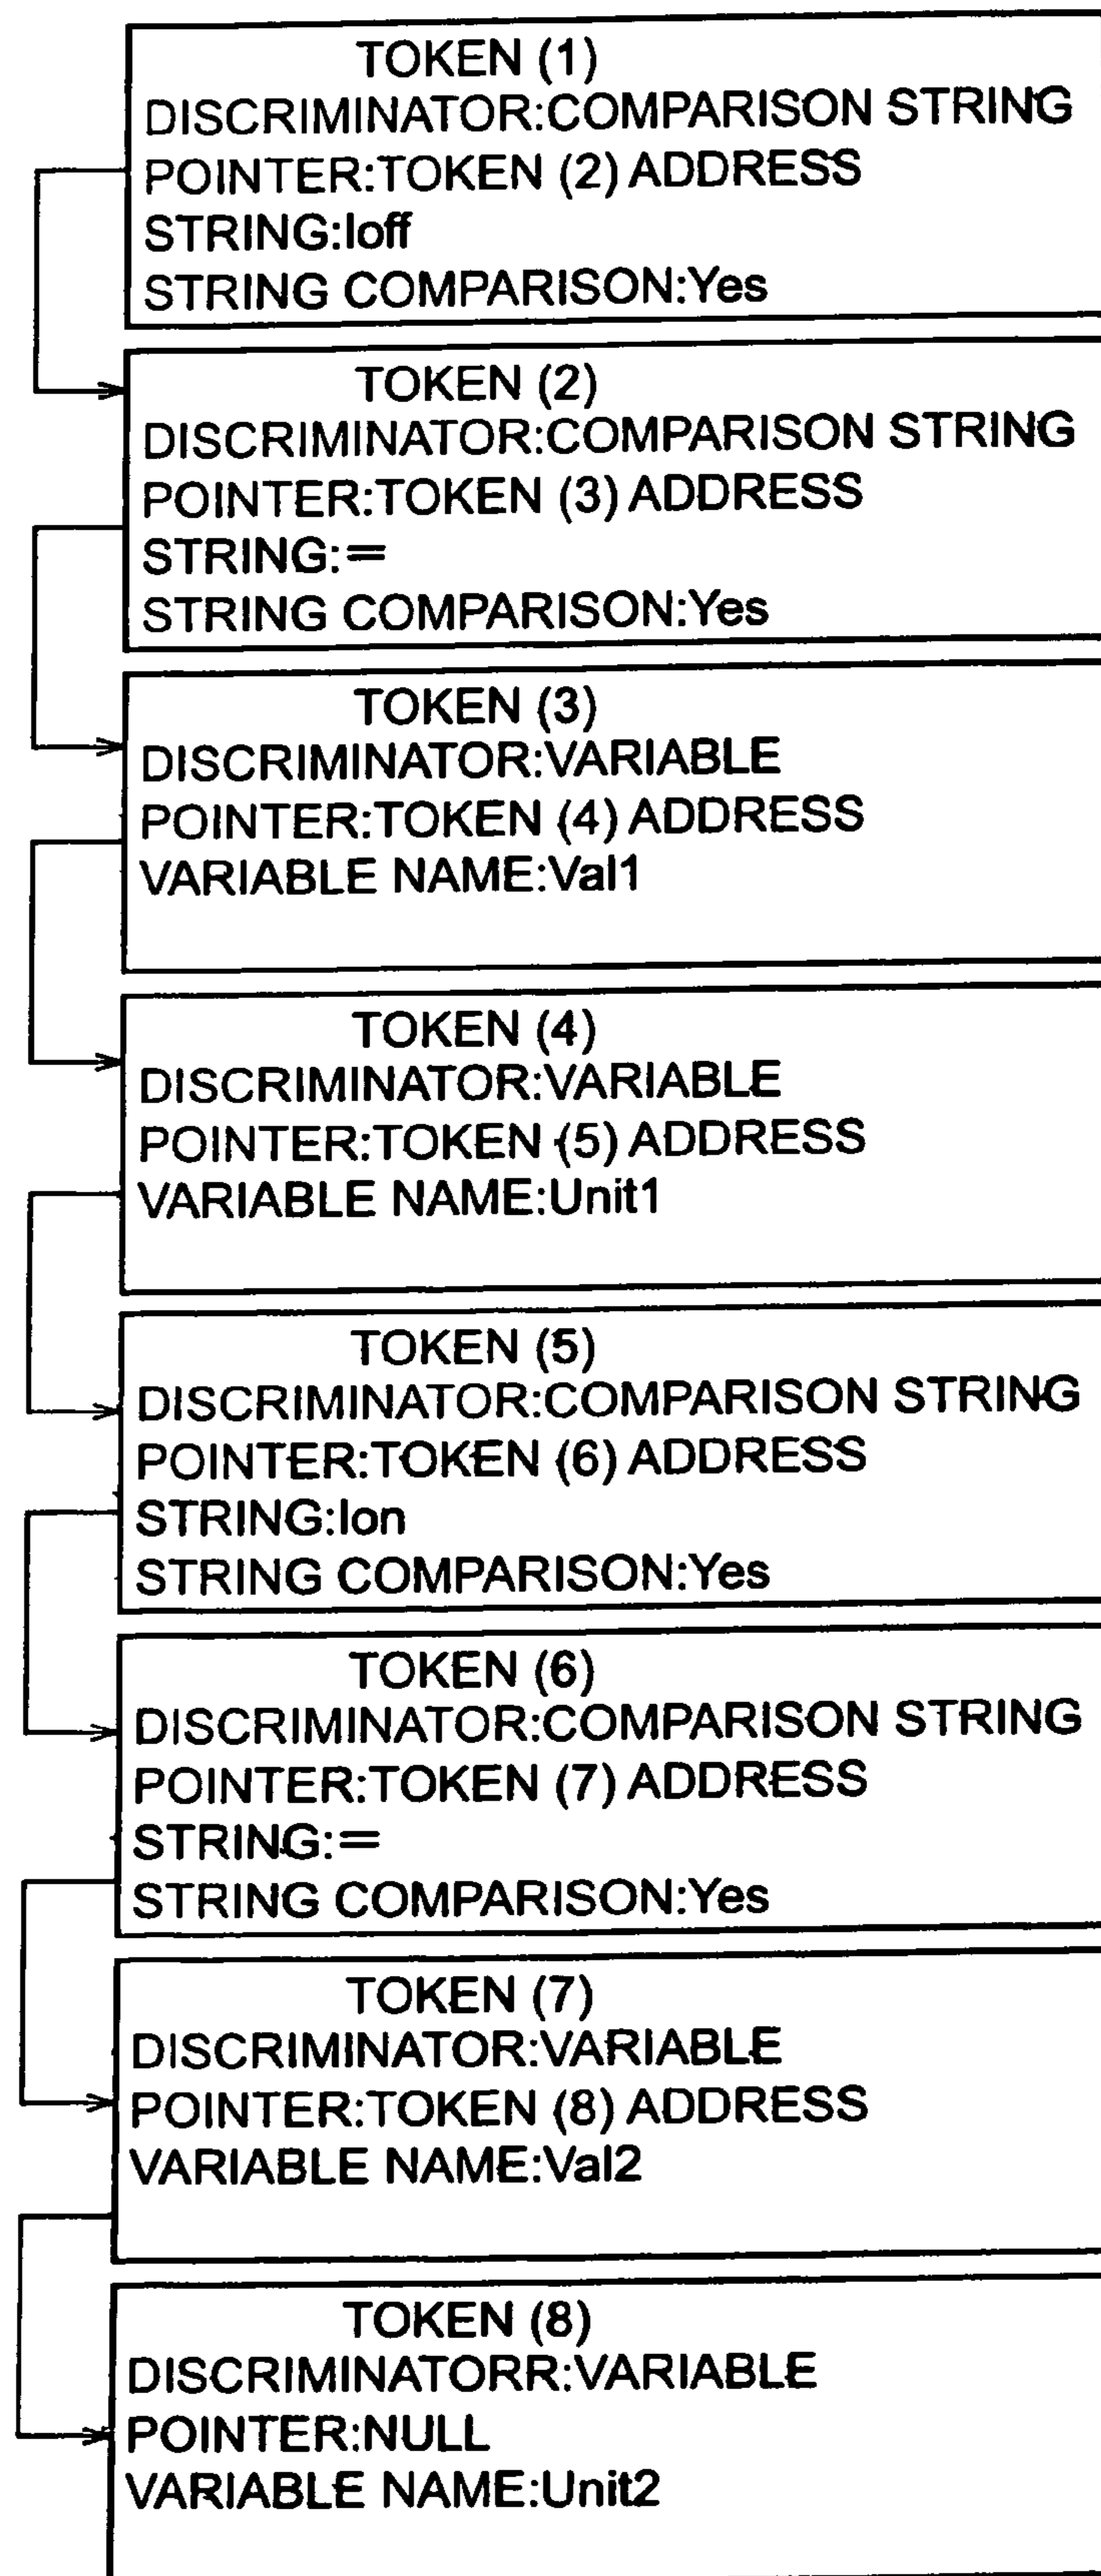 TOKEN (1)
DISCRIMINATOR:COMPARISON STRING
POINTER:TOKEN (2) ADDRESS
STRING:Ioff
STRING COMPARISON:Yes
TOKEN (2)
DISCRIMINATOR:COMPARISON STRING
POINTER:TOKEN (3) ADDRESS
STRING:=
STRING COMPARISON:Yes
TOKEN (3)
DISCRIMINATOR:VARIABLE
POINTER:TOKEN (4) ADDRESS
VARIABLE NAME:Val1
TOKEN (4)
DISCRIMINATOR:VARIABLE
POINTER:TOKEN (5) ADDRESS
VARIABLE NAME:Unit1
TOKEN (5)
DISCRIMINATOR:COMPARISON STRING
POINTER:TOKEN (6) ADDRESS
STRING:Ion
STRING COMPARISON:Yes
TOKEN (6)
DISCRIMINATOR:COMPARISON STRING
POINTER:TOKEN (7) ADDRESS
STRING:=
STRING COMPARISON:Yes
TOKEN (7)
DISCRIMINATOR:VARIABLE
POINTER:TOKEN (8) ADDRESS
VARIABLE NAME:Val2
TOKEN (8)
DISCRIMINATORR:VARIABLE
POINTER:NULL
VARIABLE NAME:Unit2